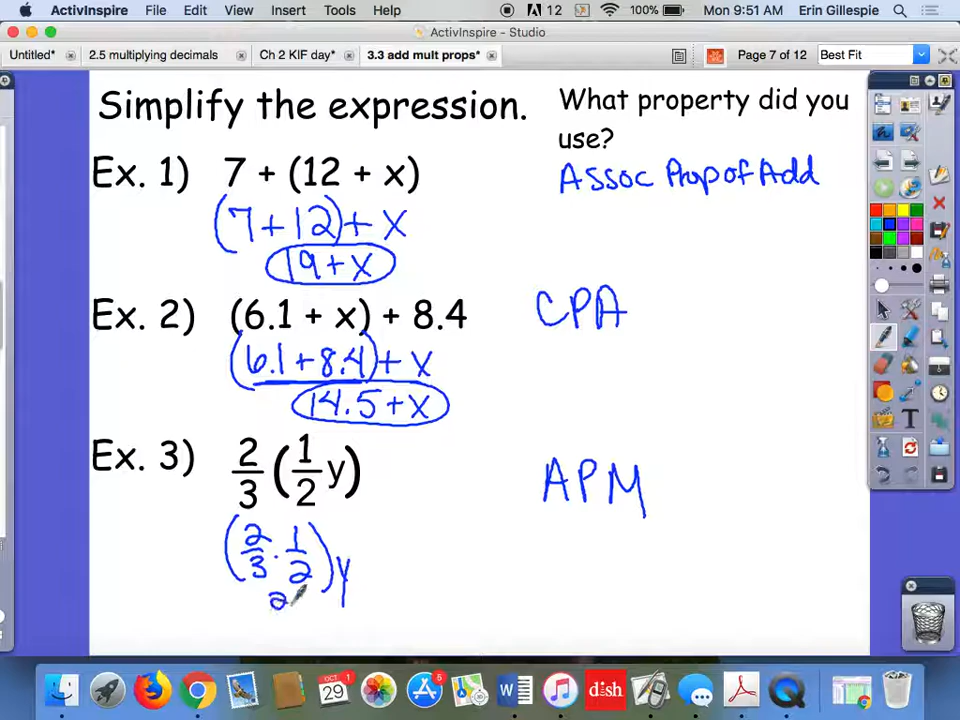 ActivInspire File Edit View Insert Tools 12 100% Mon 9:51 AM Erin Gillespie
ActivInspire - Studio
Untitled* 2.5 multiplying decimals Ch 2 KIF day* 3.3 add mult props* Page 7 of 12 Best Fit
Simplify the expression.
What property did you
use?
Ex. 1) 7 + (12 + x)
Assoc Prop of Add
(7 + 12) + x
19 + x
Ex. 2) (6.1 + x) + 8.4
CPA
(6.1 + 8.4) + x
14.5 + x
Ex. 3) 2/3 (1/2 y)
APM
(2/3 · 1/2) y
2
OCT
29
5
W
dish